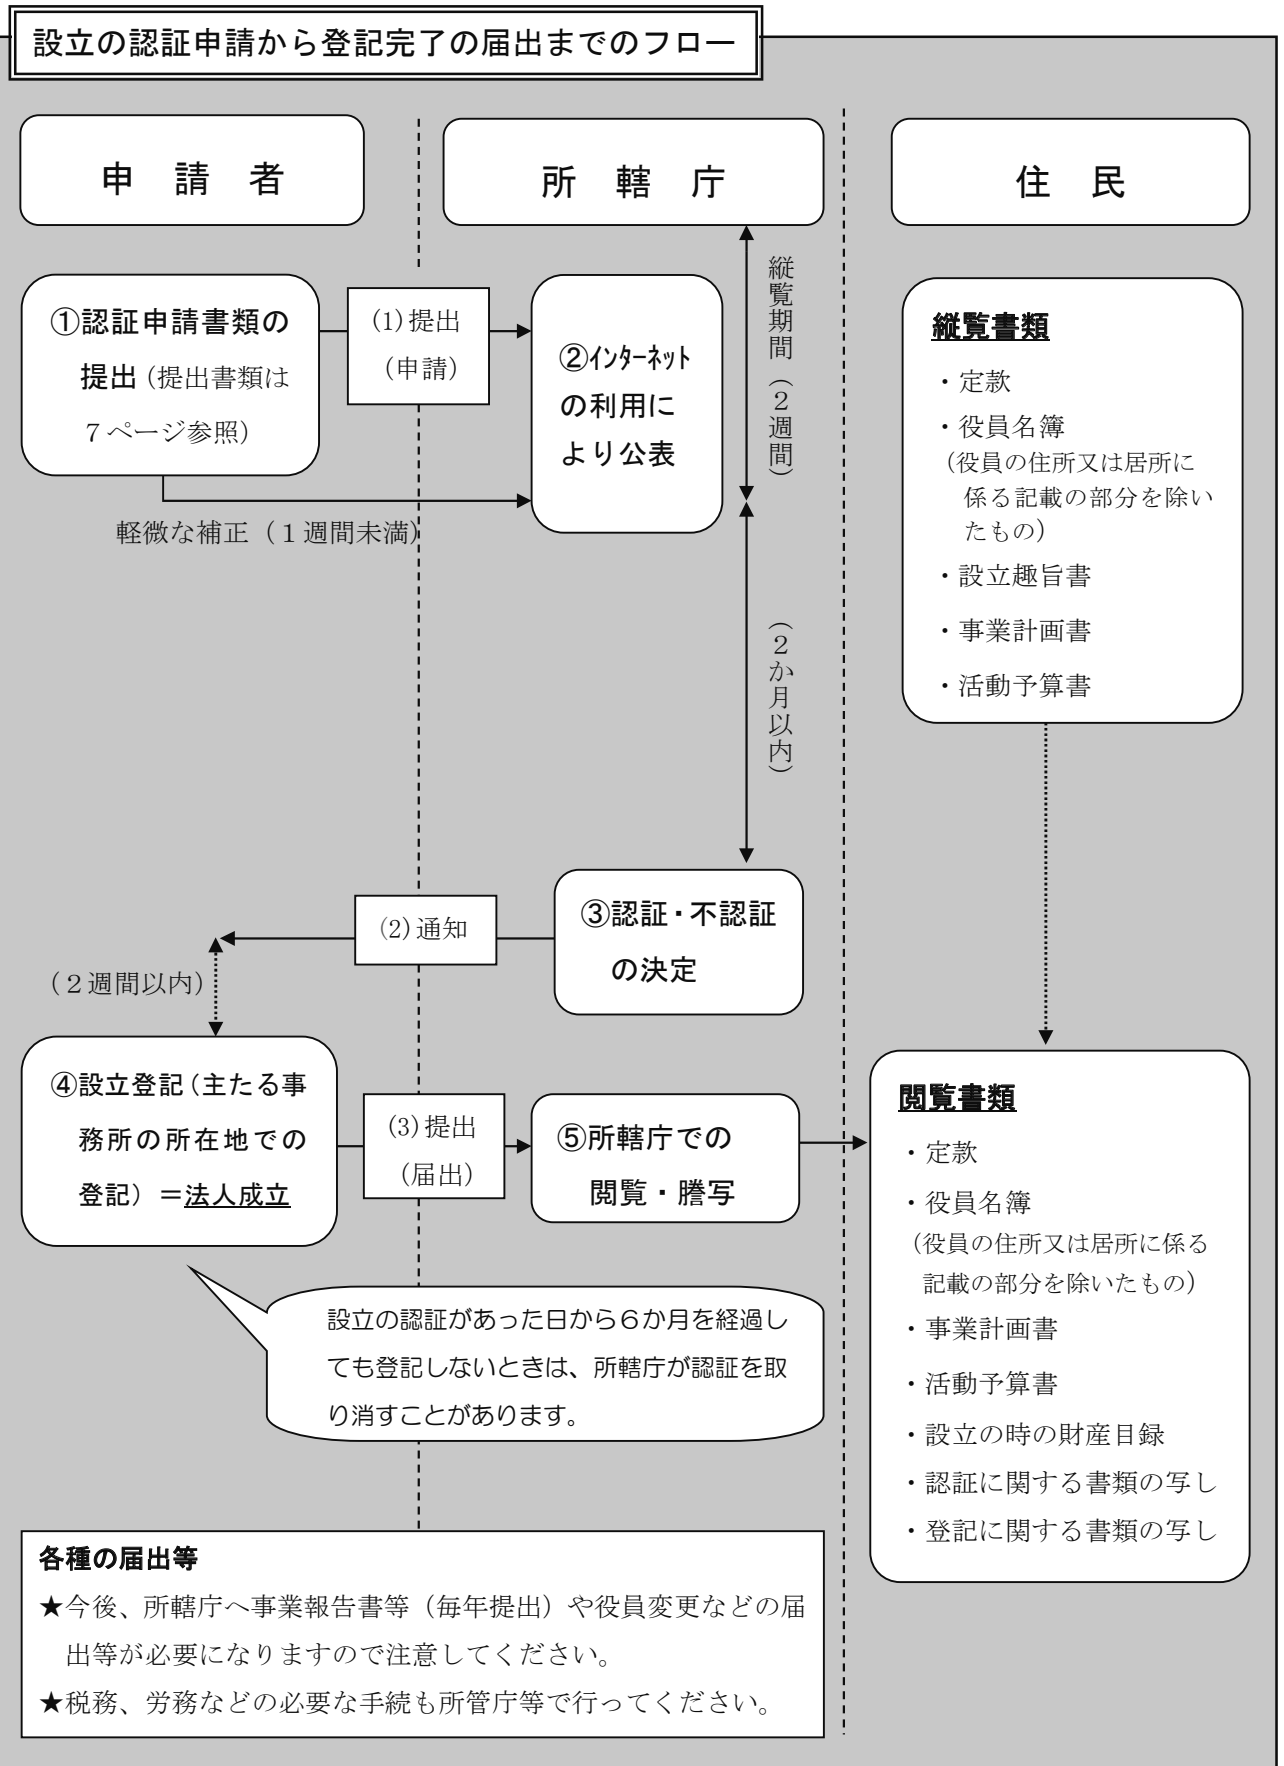 設立の認証申請から登記完了の届出までのフロー
申　請　者
所　轄　庁
住　民
①認証申請書類の
提出（提出書類は
７ページ参照）
(1)提出
(申請)
②ｲﾝﾀｰﾈｯﾄ
の利用に
より公表
縦覧期間（２週間）
軽微な補正（１週間未満）
（２か月以内）
縦覧書類
・定款
・役員名簿
（役員の住所又は居所に
係る記載の部分を除い
たもの）
・設立趣旨書
・事業計画書
・活動予算書
③認証・不認証
の決定
(2)通知
（２週間以内）
④設立登記（主たる事
務所の所在地での
登記）＝法人成立
(3)提出
(届出)
⑤所轄庁での
閲覧・謄写
設立の認証があった日から６か月を経過し
ても登記しないときは、所轄庁が認証を取
り消すことがあります。
閲覧書類
・定款
・役員名簿
（役員の住所又は居所に係る
記載の部分を除いたもの）
・事業計画書
・活動予算書
・設立の時の財産目録
・認証に関する書類の写し
・登記に関する書類の写し
各種の届出等
★今後、所轄庁へ事業報告書等（毎年提出）や役員変更などの届
出等が必要になりますので注意してください。
★税務、労務などの必要な手続も所管庁等で行ってください。